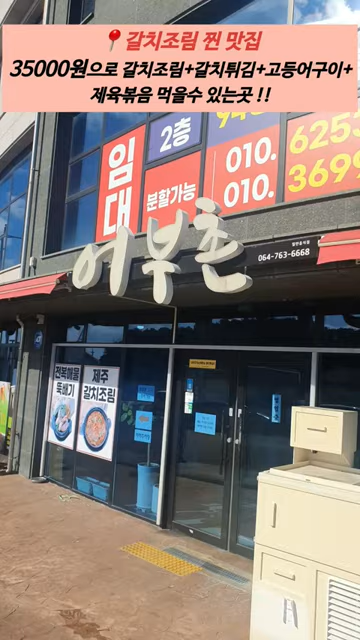 📍갈치조림 찐 맛집
35000원으로 갈치조림+갈치튀김+고등어구이+
제육볶음 먹을수 있는곳 !!
임대
2층
분할가능
010.
010.
625
3699
어부촌
064-763-6668
전복해물
뚝배기
제주
갈치조림